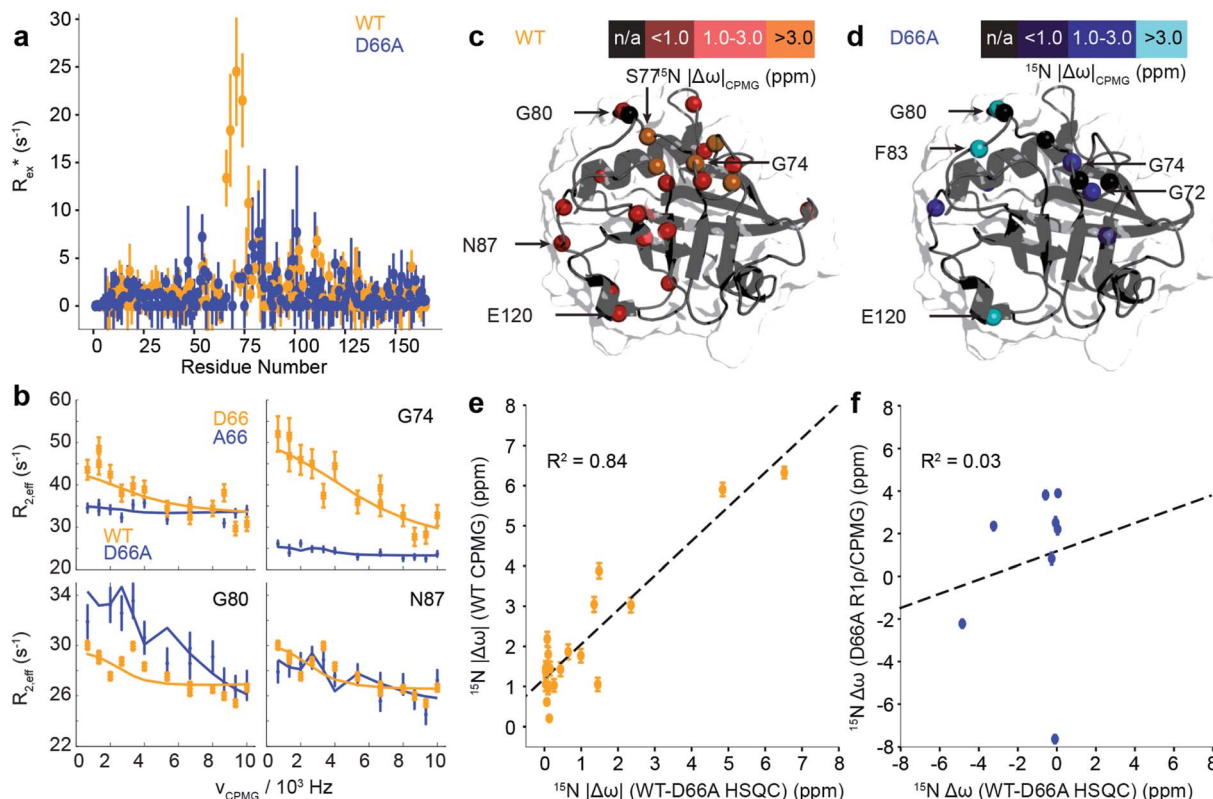 a
WT
D66A
R_ex* (s⁻¹)
30
25
20
15
10
5
0
0 25 50 75 100 125 150
Residue Number
c WT
n/a <1.0 1.0-3.0 >3.0
S77 ¹⁵N |Δω|_CPMG (ppm)
G80
G74
N87
E120
d D66A
n/a <1.0 1.0-3.0 >3.0
¹⁵N |Δω|_CPMG (ppm)
G80
F83
G74
G72
E120
b
R_2,eff (s⁻¹)
60
50
40
30
20
D66
A66
WT
D66A
G74
R_2,eff (s⁻¹)
34
30
26
22
G80
N87
0 2 4 6 8 10
0 2 4 6 8 10
ν_CPMG / 10³ Hz
e
R² = 0.84
¹⁵N |Δω| (WT CPMG) (ppm)
8
7
6
5
4
3
2
1
0
0 1 2 3 4 5 6 7 8
¹⁵N |Δω| (WT-D66A HSQC) (ppm)
f
R² = 0.03
¹⁵N Δω (D66A R1ρ/CPMG) (ppm)
8
6
4
2
0
-2
-4
-6
-8
-8 -6 -4 -2 0 2 4 6 8
¹⁵N Δω (WT-D66A HSQC) (ppm)